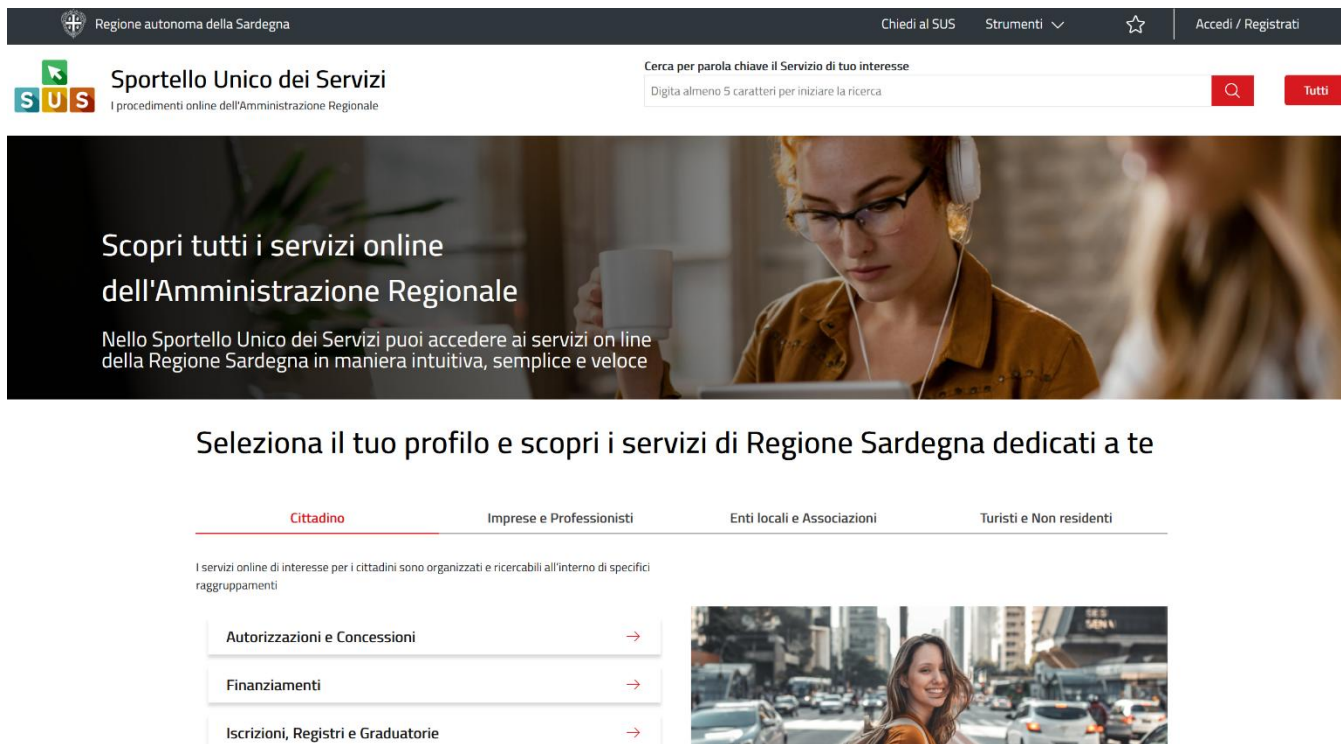 Regione autonoma della Sardegna
Chiedi al SUS
Strumenti
Accedi / Registrati
SUS
Sportello Unico dei Servizi
I procedimenti online dell'Amministrazione Regionale
Cerca per parola chiave il Servizio di tuo interesse
Digita almeno 5 caratteri per iniziare la ricerca
Tutti
Scopri tutti i servizi online
dell'Amministrazione Regionale
Nello Sportello Unico dei Servizi puoi accedere ai servizi on line
della Regione Sardegna in maniera intuitiva, semplice e veloce
Seleziona il tuo profilo e scopri i servizi di Regione Sardegna dedicati a te
Cittadino
Imprese e Professionisti
Enti locali e Associazioni
Turisti e Non residenti
I servizi online di interesse per i cittadini sono organizzati e ricercabili all'interno di specifici
raggruppamenti
Autorizzazioni e Concessioni
Finanziamenti
Iscrizioni, Registri e Graduatorie